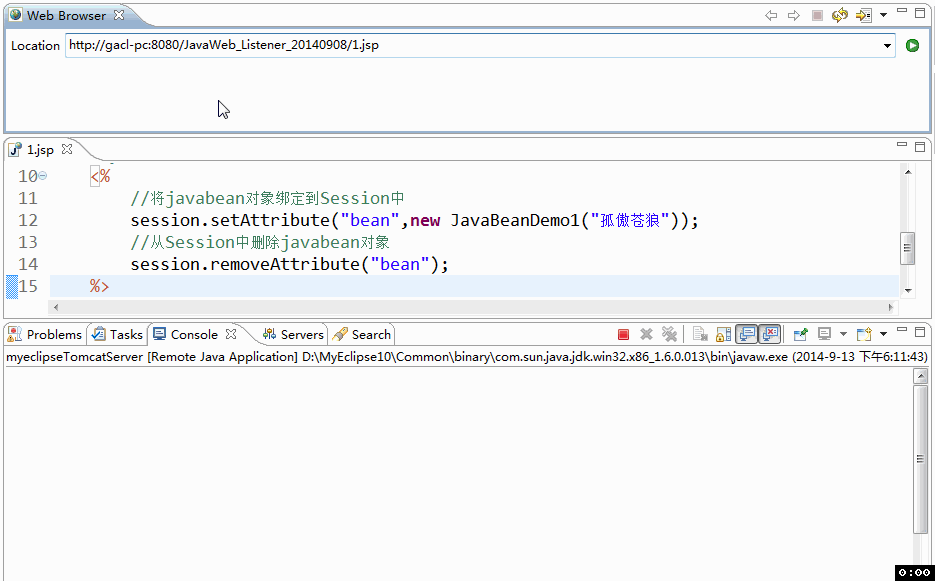 Web Browser
Location http://gacl-pc:8080/JavaWeb_Listener_20140908/1.jsp
1.jsp
10 <%
11 //将javabean对象绑定到Session中
12 session.setAttribute("bean",new JavaBeanDemo1("孤傲苍狼"));
13 //从Session中删除javabean对象
14 session.removeAttribute("bean");
15 %>
Problems Tasks Console Servers Search
myeclipseTomcatServer [Remote Java Application] D:\MyEclipse10\Common\binary\com.sun.java.jdk.win32.x86_1.6.0.013\bin\javaw.exe (2014-9-13 下午6:11:43)
0:00